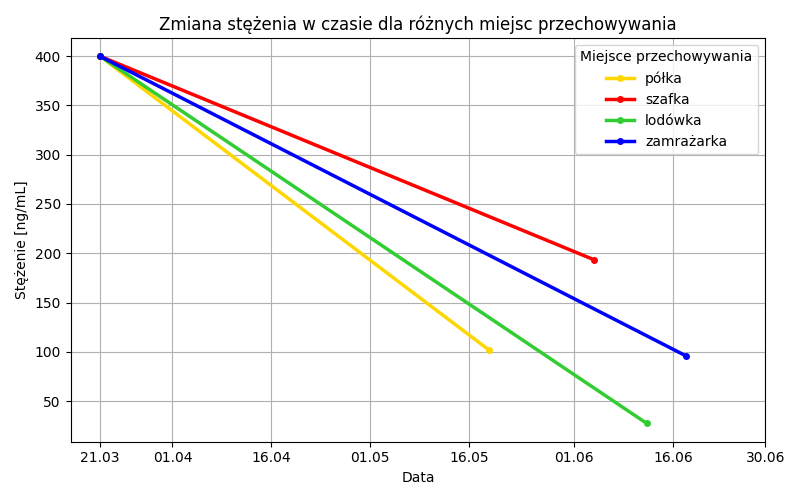 Zmiana stężenia w czasie dla różnych miejsc przechowywania
Stężenie [ng/mL]
400
350
300
250
200
150
100
50
Miejsce przechowywania
półka
szafka
lodówka
zamrażarka
21.03 01.04 16.04 01.05 16.05 01.06 16.06 30.06
Data